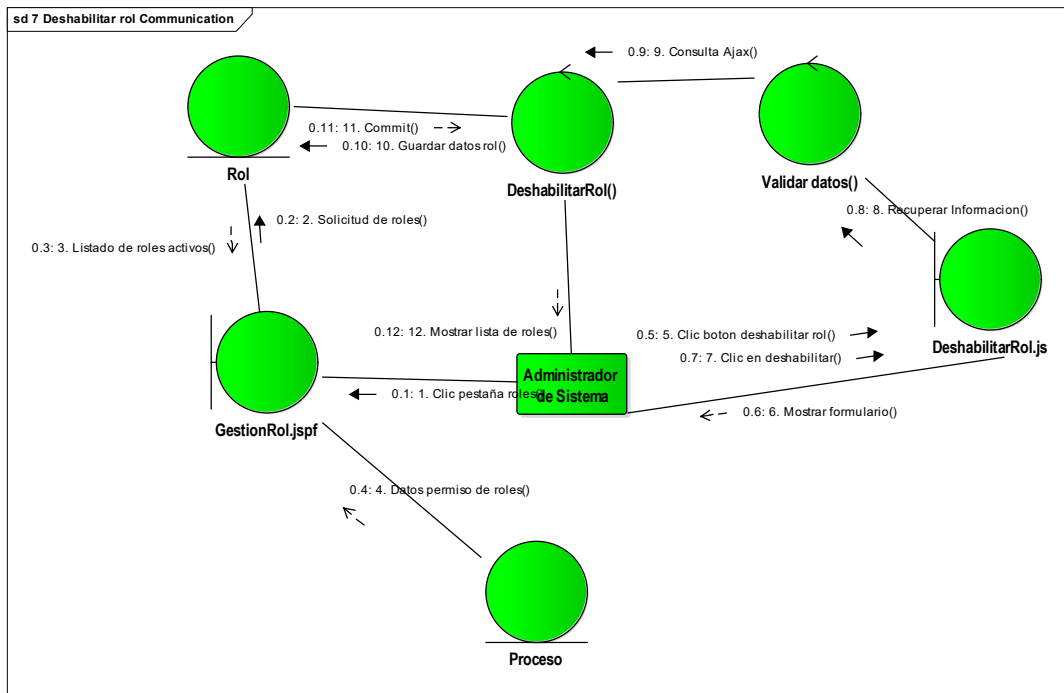 sd 7 Deshabilitar rol Communication
0.9: 9. Consulta Ajax()
0.11: 11. Commit()
0.10: 10. Guardar datos rol()
Rol
DeshabilitarRol()
Validar datos()
0.2: 2. Solicitud de roles()
0.8: 8. Recuperar Informacion()
0.3: 3. Listado de roles activos()
0.12: 12. Mostrar lista de roles()
0.5: 5. Clic boton deshabilitar rol()
0.7: 7. Clic en deshabilitar()
DeshabilitarRol.js
Administrador
de Sistema
0.1: 1. Clic pestaña roles()
0.6: 6. Mostrar formulario()
GestionRol.jspf
0.4: 4. Datos permiso de roles()
Proceso